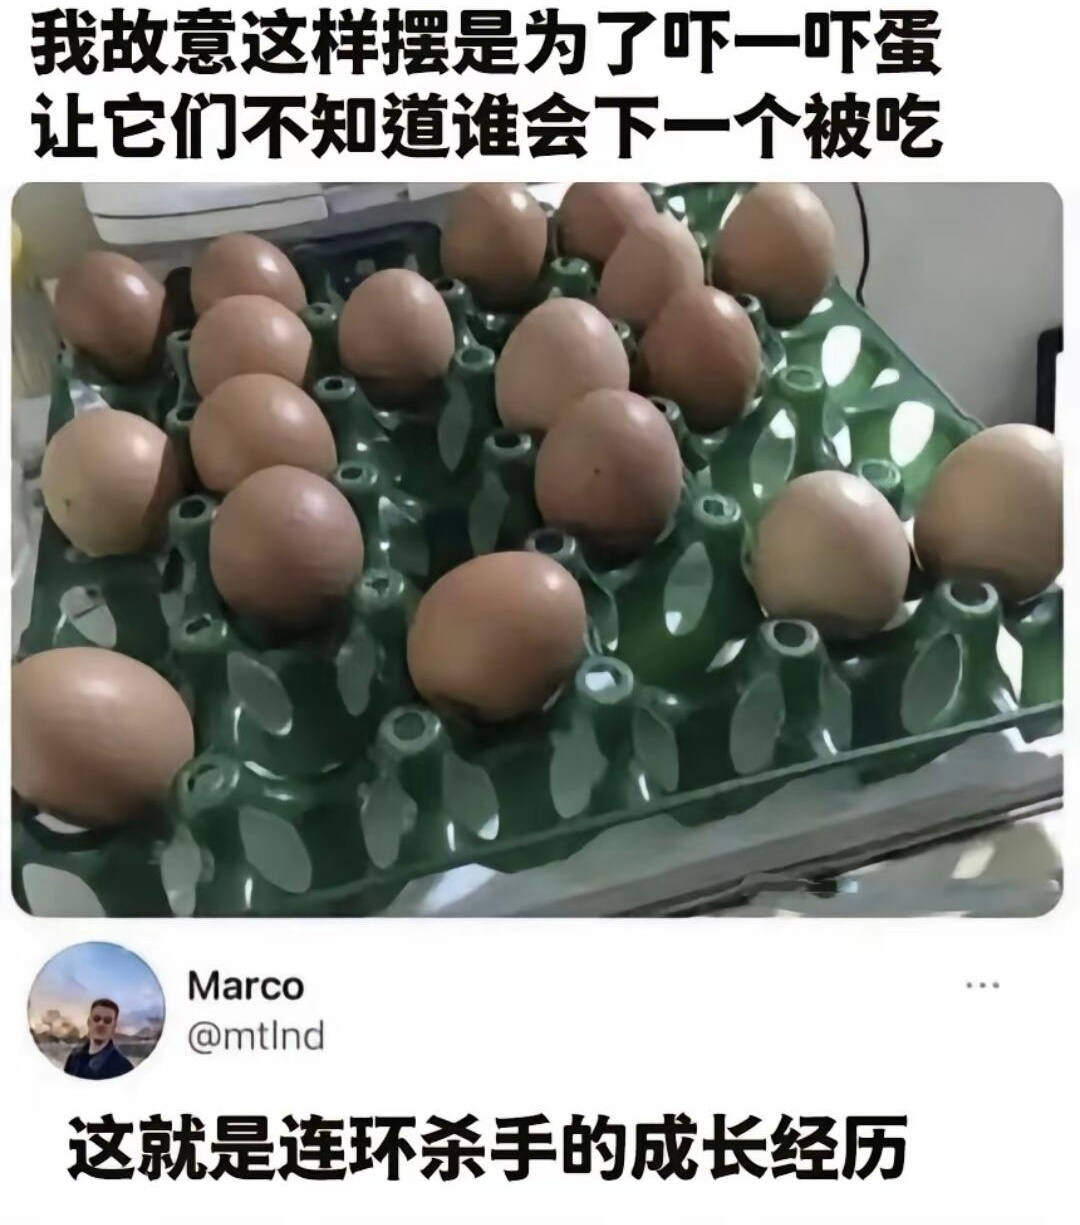 我故意这样摆是为了吓一吓蛋
让它们不知道谁会下一个被吃
Marco
@mtlnd
这就是连环杀手的成长经历